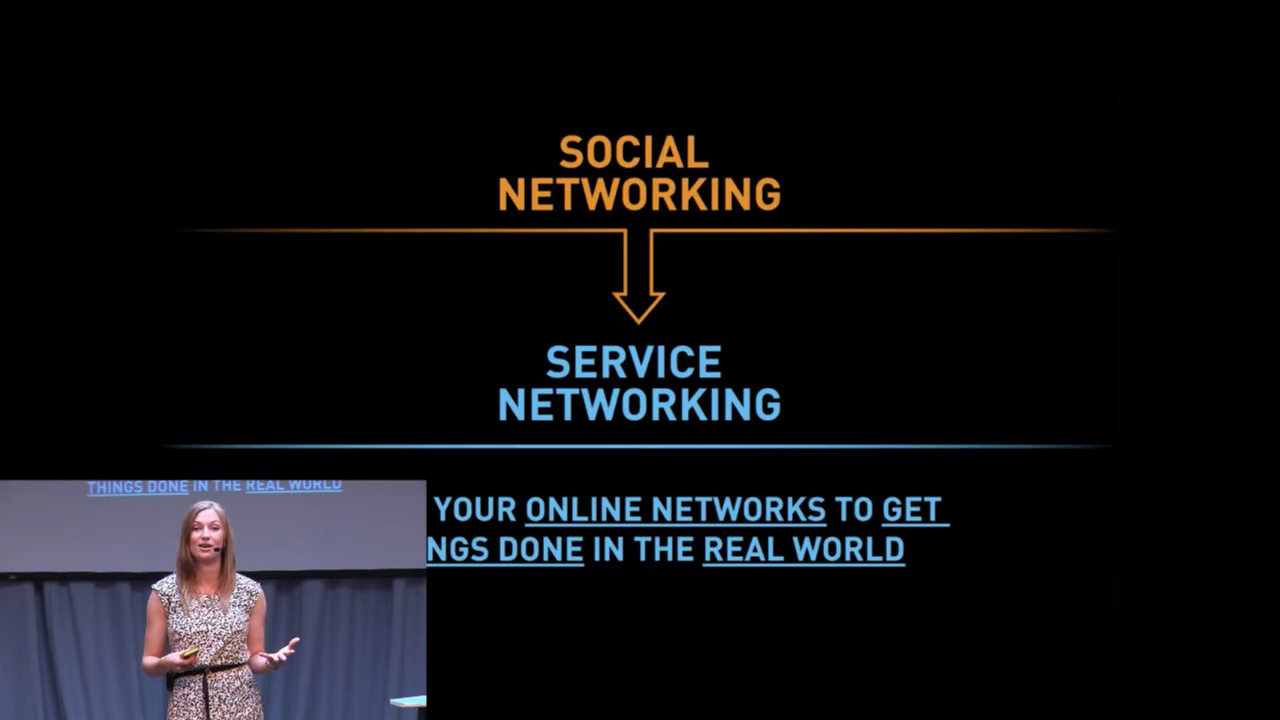 SOCIAL
NETWORKING
SERVICE
NETWORKING
YOUR ONLINE NETWORKS TO GET
NGS DONE IN THE REAL WORLD
THINGS DONE IN THE REAL WORLD